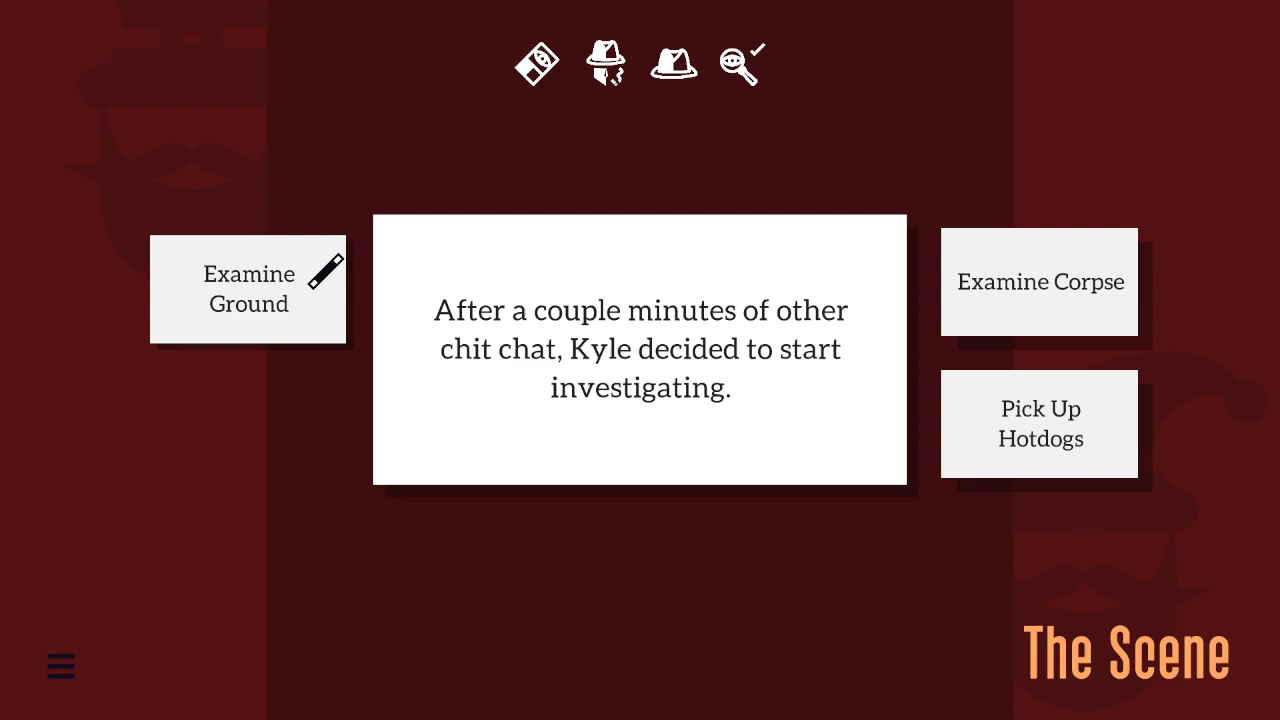 Examine
Ground
After a couple minutes of other
chit chat, Kyle decided to start
investigating.
Examine Corpse
Pick Up
Hotdogs
The Scene